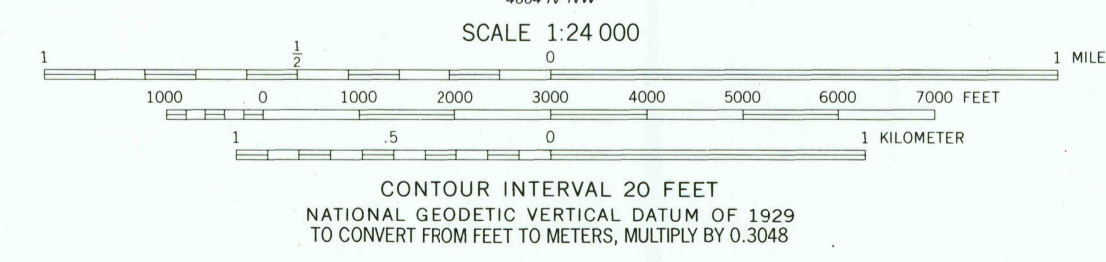 SCALE 1:24 000
1 1/2 0 1 MILE
1000 0 1000 2000 3000 4000 5000 6000 7000 FEET
1 .5 0 1 KILOMETER
CONTOUR INTERVAL 20 FEET
NATIONAL GEODETIC VERTICAL DATUM OF 1929
TO CONVERT FROM FEET TO METERS, MULTIPLY BY 0.3048